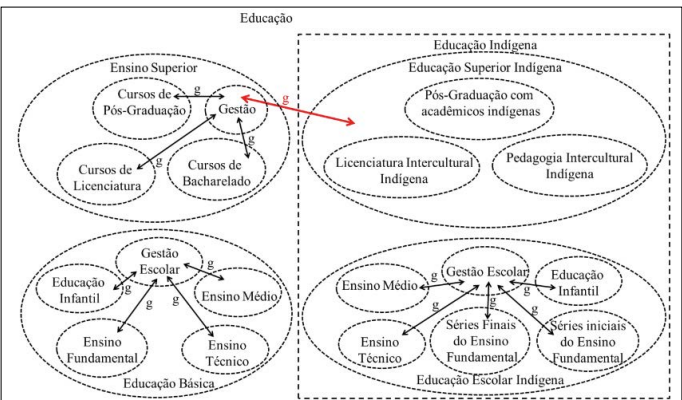 Educação
Ensino Superior
Cursos de
Pós-Graduação
g
Gestão
g
g
g
Cursos de
Licenciatura
Cursos de
Bacharelado
Educação Indígena
Educação Superior Indígena
Pós-Graduação com
acadêmicos indígenas
Licenciatura Intercultural
Indígena
Pedagogia Intercultural
Indígena
Gestão
Escolar
Educação
Infantil
g
g
Ensino Médio
g
g
Ensino
Fundamental
Ensino
Técnico
Educação Básica
Ensino Médio
g
Gestão Escolar
g
Educação
Infantil
g
g
g
Ensino
Técnico
Séries Finais
do Ensino
Fundamental
Séries iniciais
do Ensino
Fundamental
Educação Escolar Indígena